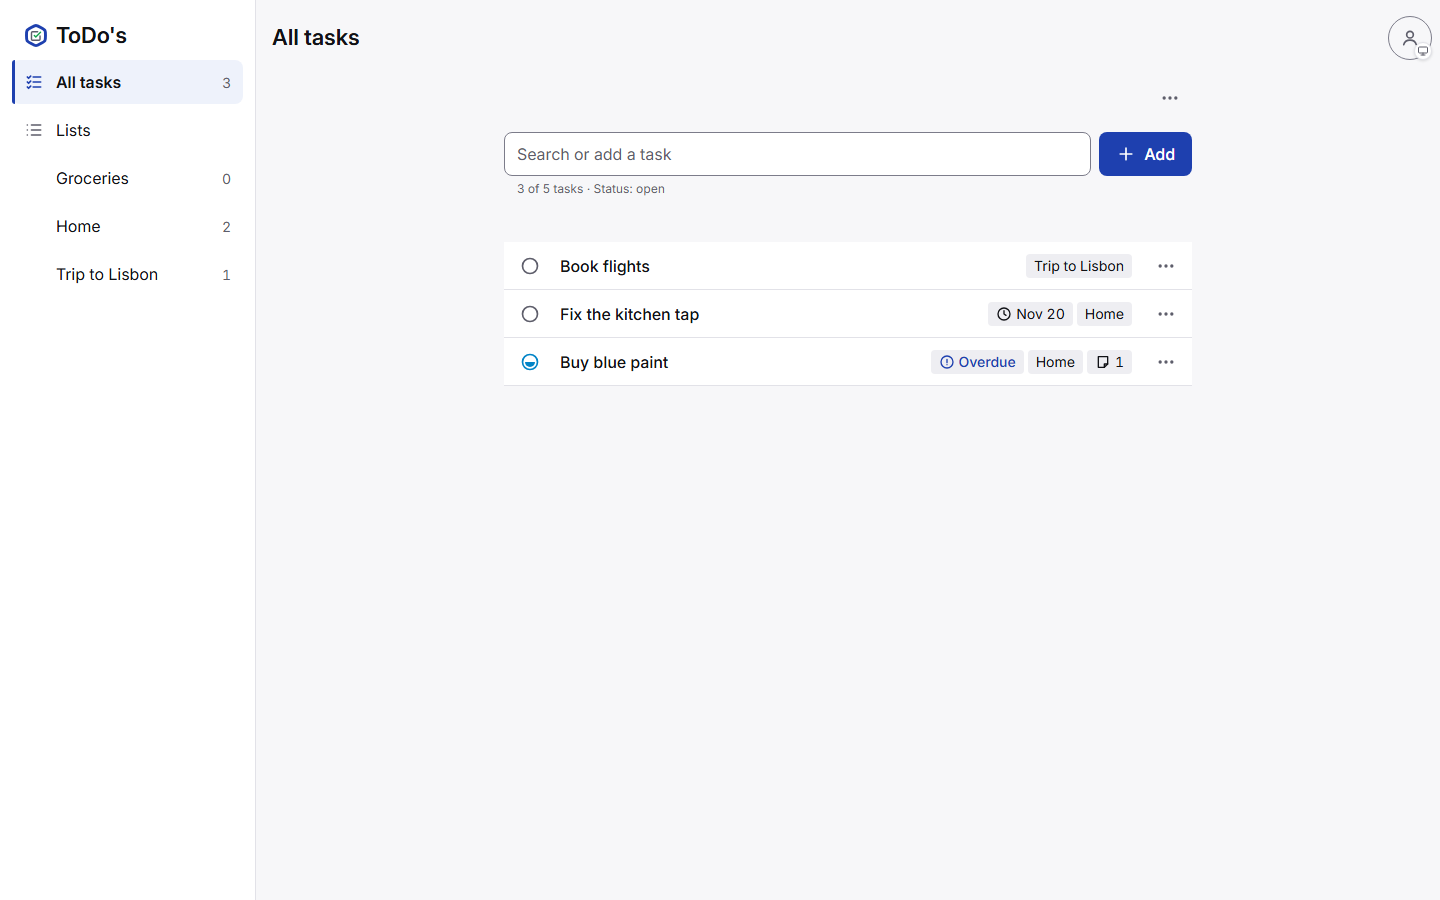 ToDo's
All tasks 3
Lists
Groceries 0
Home 2
Trip to Lisbon 1
All tasks
Search or add a task
Add
3 of 5 tasks · Status: open
Book flights Trip to Lisbon
Fix the kitchen tap Nov 20 Home
Buy blue paint Overdue Home 1